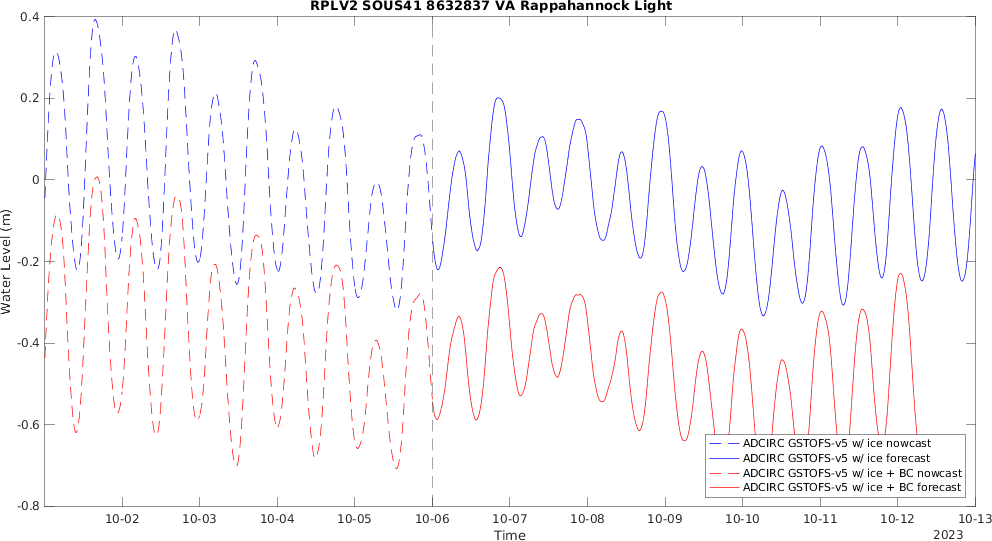 RPLV2 SOUS41 8632837 VA Rappahannock Light
Water Level (m)
0.4
0.2
0
-0.2
-0.4
-0.6
-0.8
ADCIRC GSTOFS-v5 w/ ice nowcast
ADCIRC GSTOFS-v5 w/ ice forecast
ADCIRC GSTOFS-v5 w/ ice + BC nowcast
ADCIRC GSTOFS-v5 w/ ice + BC forecast
10-02 10-03 10-04 10-05 10-06 10-07 10-08 10-09 10-10 10-11 10-12 10-13
Time
2023